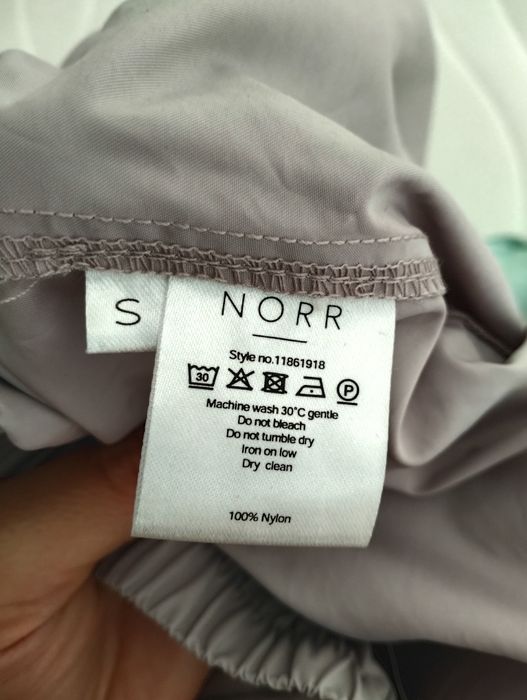 S
NORR
Style no.11861918
30 P
Machine wash 30°C gentle
Do not bleach
Do not tumble dry
Iron on low
Dry clean
100% Nylon